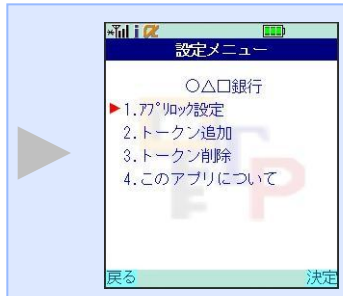 設定メニュー
○△□銀行
1.ｱﾌﾟﾘﾛｯｸ設定
2.トークン追加
3.トークン削除
4.このアプリについて
戻る 決定